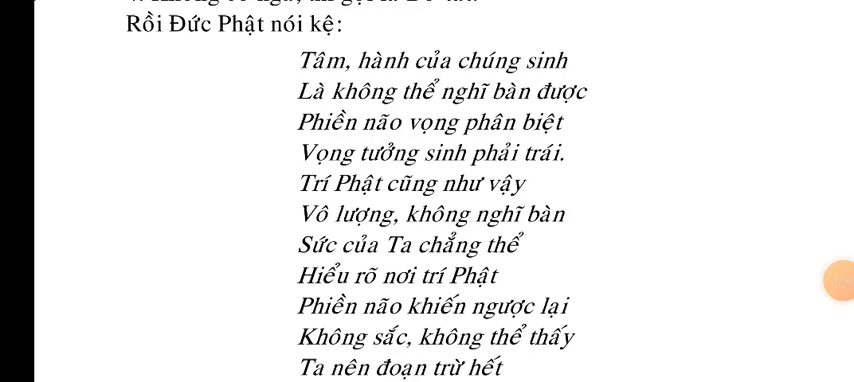 Rồi Đức Phật nói kệ:
Tâm, hành của chúng sinh
Là không thể nghĩ bàn được
Phiền não vọng phân biệt
Vọng tưởng sinh phải trái.
Trí Phật cũng như vậy
Vô lượng, không nghĩ bàn
Sức của Ta chẳng thể
Hiểu rõ nơi trí Phật
Phiền não khiến ngược lại
Không sắc, không thể thấy
Ta nên đoạn trừ hết